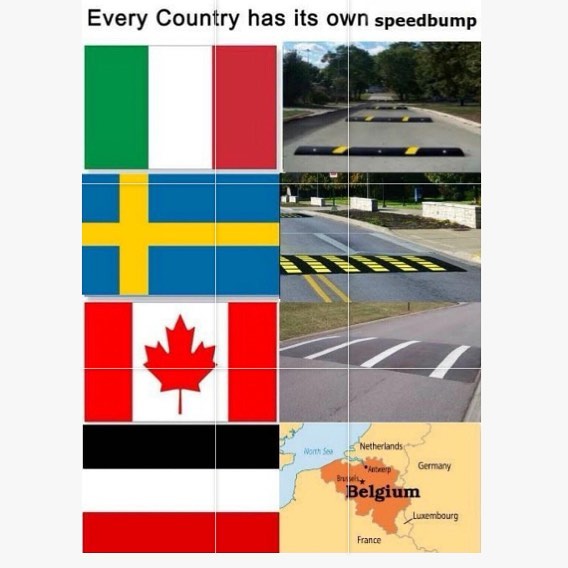 Every Country has its own speedbump
North Sea
Netherlands
Antwerp
Germany
Brussels
Belgium
Luxembourg
France